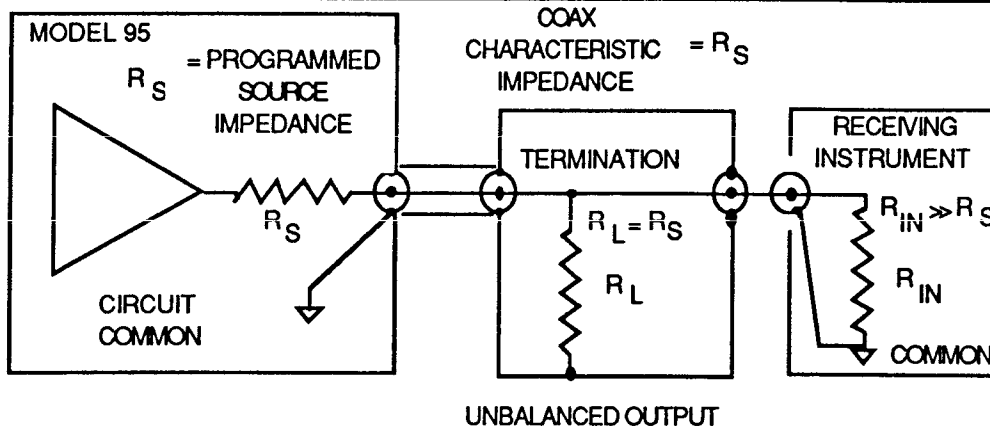 MODEL 95
R S = PROGRAMMED
SOURCE
IMPEDANCE
R S
CIRCUIT
COMMON
COAX
CHARACTERISTIC = R S
IMPEDANCE
TERMINATION
R L = R S
R L
UNBALANCED OUTPUT
RECEIVING
INSTRUMENT
R IN ≫ R S
R IN
COMMON